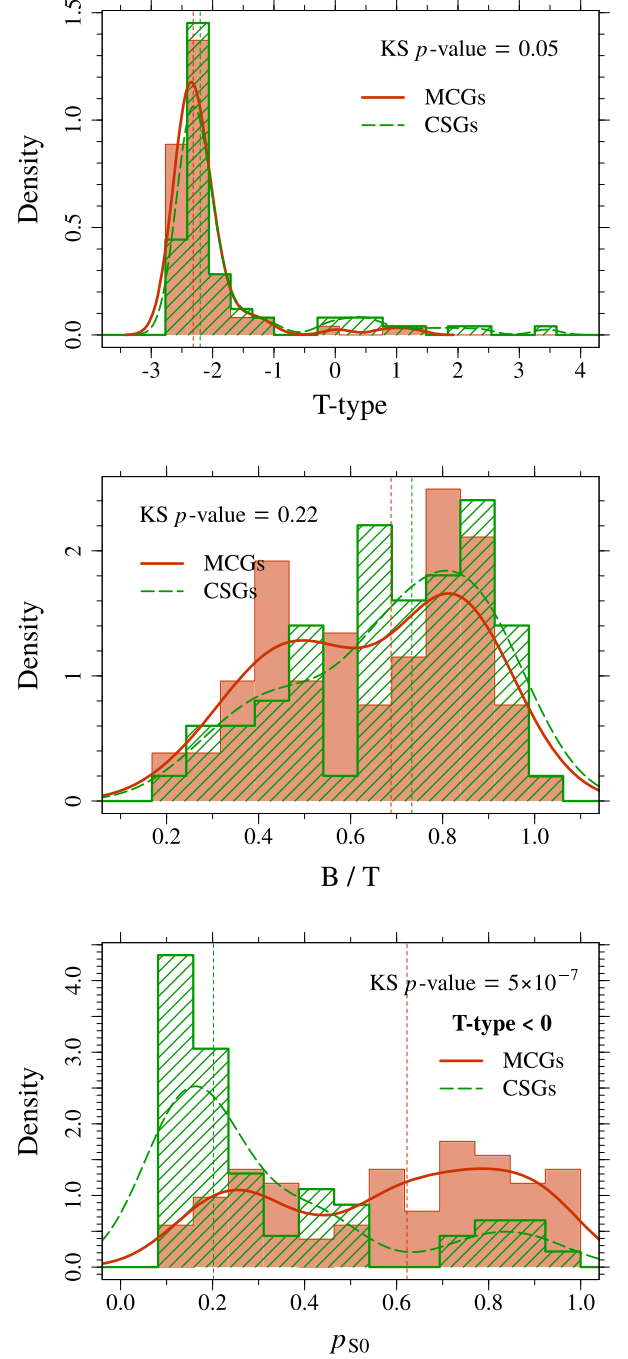 KS p-value = 0.05
MCGs
CSGs
Density
0.0 0.5 1.0 1.5
-3 -2 -1 0 1 2 3 4
T-type
KS p-value = 0.22
MCGs
CSGs
Density
0 1 2
0.2 0.4 0.6 0.8 1.0
B / T
KS p-value = 5×10⁻⁷
T-type < 0
MCGs
CSGs
Density
0.0 1.0 2.0 3.0 4.0
0.0 0.2 0.4 0.6 0.8 1.0
pS0